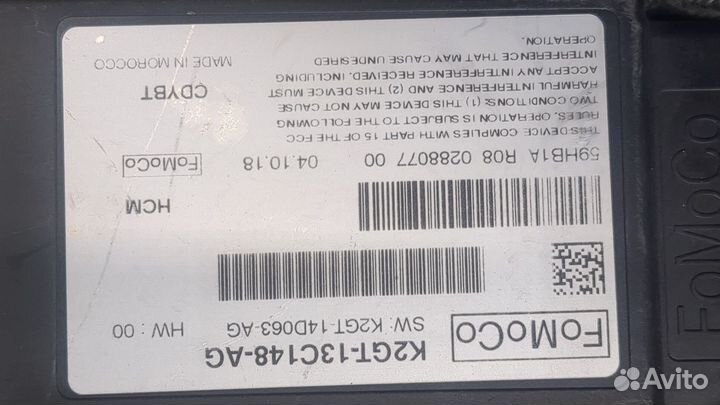 FoMoCo
K2GT-13C148-AG
SW: K2GT-14D063-AG
HW : 00
HCM
59HB1A R08 0288077 00
04.10.18
FoMoCo
THIS DEVICE COMPLIES WITH PART 15 OF THE FCC
RULES. OPERATION IS SUBJECT TO THE FOLLOWING
TWO CONDITIONS: (1) THIS DEVICE MAY NOT CAUSE
HARMFUL INTERFERENCE AND (2) THIS DEVICE MUST
ACCEPT ANY INTERFERENCE RECEIVED, INCLUDING
INTERFERENCE THAT MAY CAUSE UNDESIRED
OPERATION.
CDYBT
MADE IN MOROCCO
FoMoCo
Avito